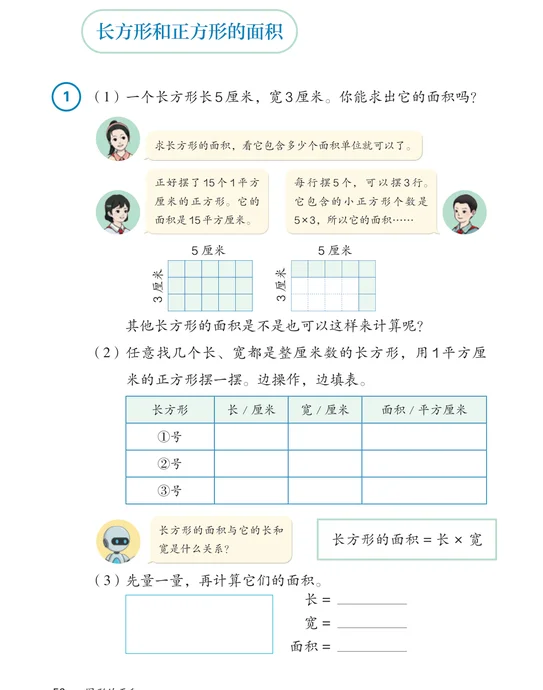 长方形和正方形的面积
1 （1）一个长方形长5厘米，宽3厘米。你能求出它的面积吗？
求长方形的面积，看它包含多少个面积单位就可以了。
正好摆了15个1平方
厘米的正方形。它的
面积是15平方厘米。
每行摆5个，可以摆3行。
它包含的小正方形个数是
5×3，所以它的面积……
5厘米
3厘米
5厘米
3厘米
其他长方形的面积是不是也可以这样来计算呢？
（2）任意找几个长、宽都是整厘米数的长方形，用1平方厘
米的正方形摆一摆。边操作，边填表。
长方形 长/厘米 宽/厘米 面积/平方厘米
①号
②号
③号
长方形的面积与它的长和
宽是什么关系？
长方形的面积=长×宽
（3）先量一量，再计算它们的面积。
长=
宽=
面积=